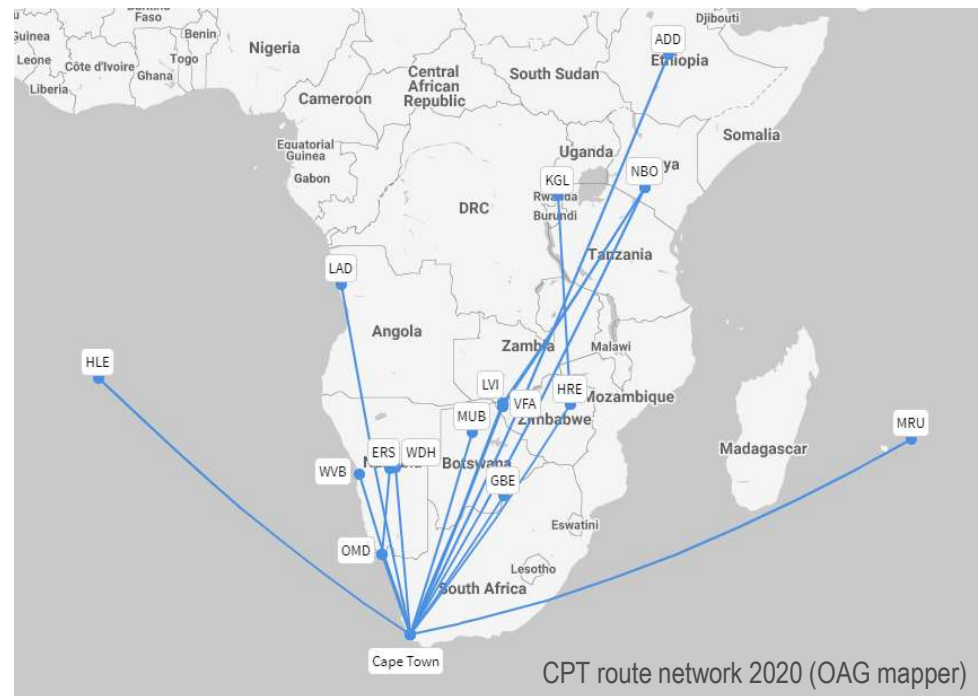 Burkina
Faso
Djibouti
Guinea
Benin
Nigeria
ADD
Leone
Togo
Côte d'Ivoire
Ghana
Ethiopia
Central
African
Republic
South Sudan
Liberia
Cameroon
Somalia
Equatorial
Guinea
Uganda
ya
NBO
Gabon
KGL
Rwanda
DRC
Burundi
Tanzania
LAD
Angola
Zambia
Malawi
HLE
LVI
HRE
Mozambique
VFA
MUB
Zimbabwe
MRU
ERS
WDH
Madagascar
WVB
Botswana
GBE
Eswatini
OMD
Lesotho
South Africa
Cape Town
CPT route network 2020 (OAG mapper)